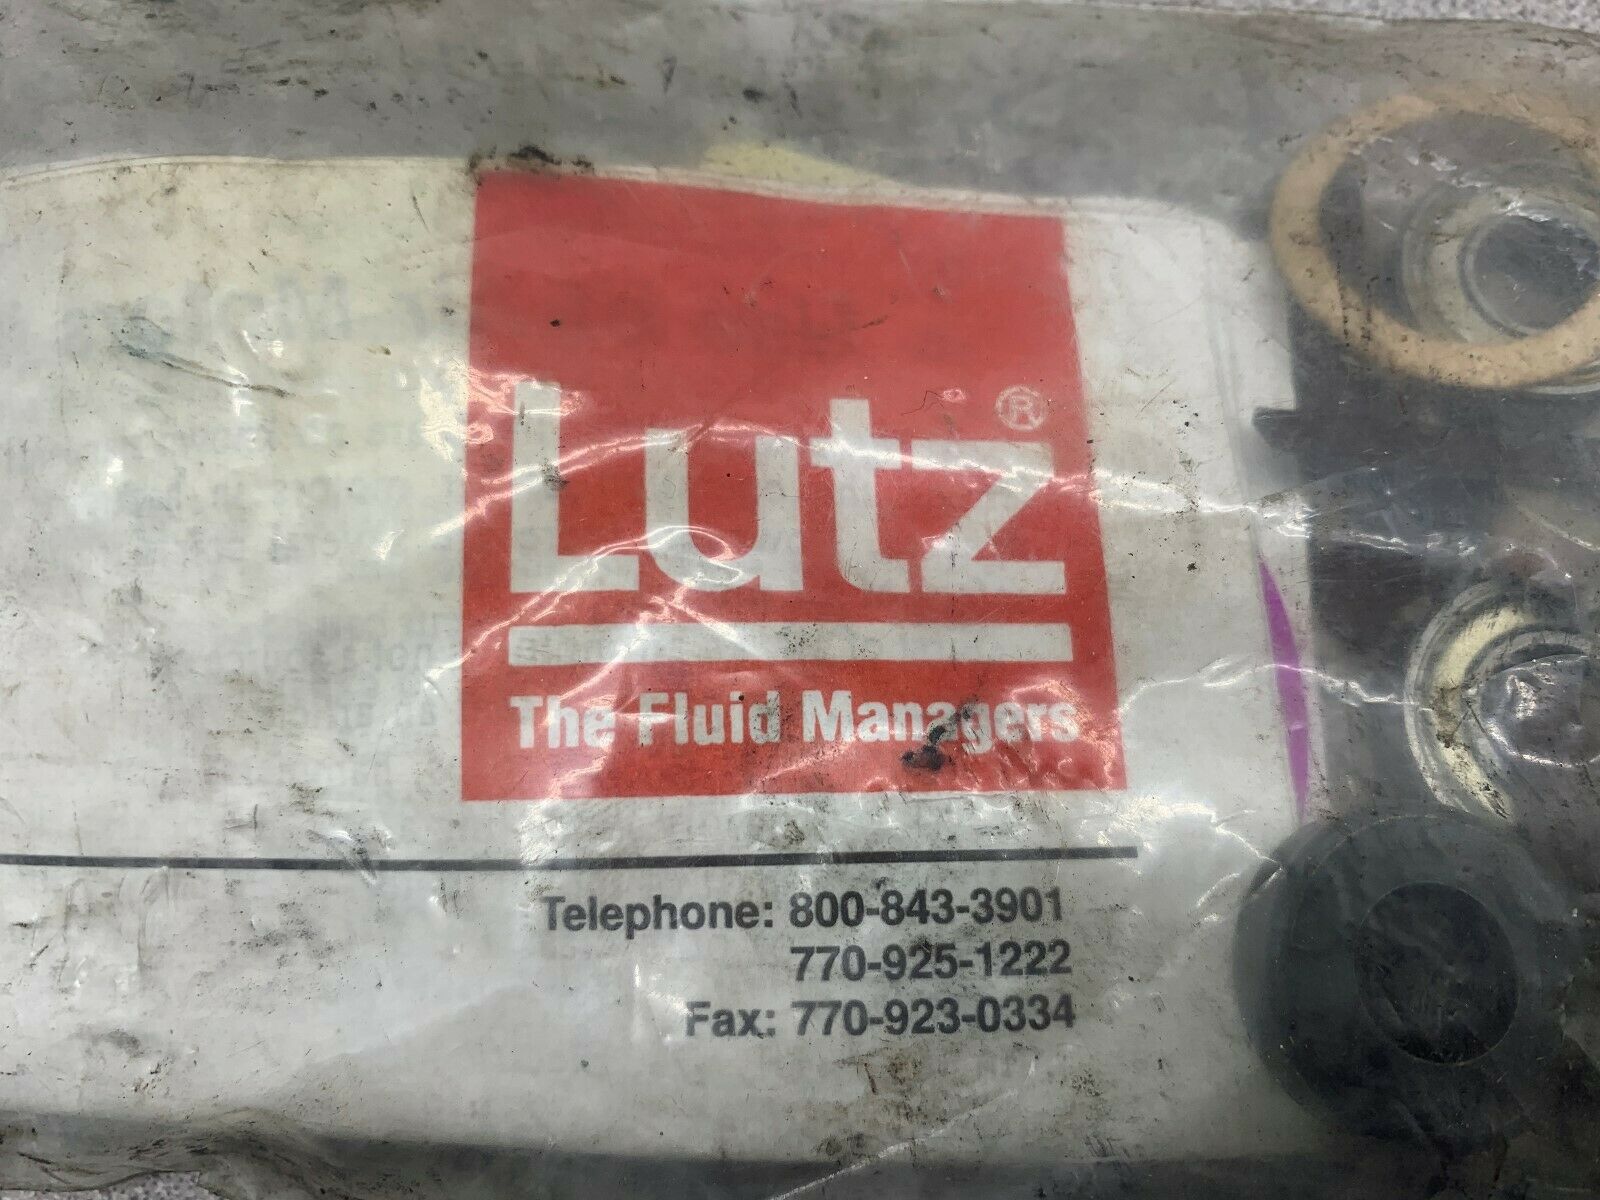 Lutz®
The Fluid Managers
Telephone: 800-843-3901
770-925-1222
Fax: 770-923-0334